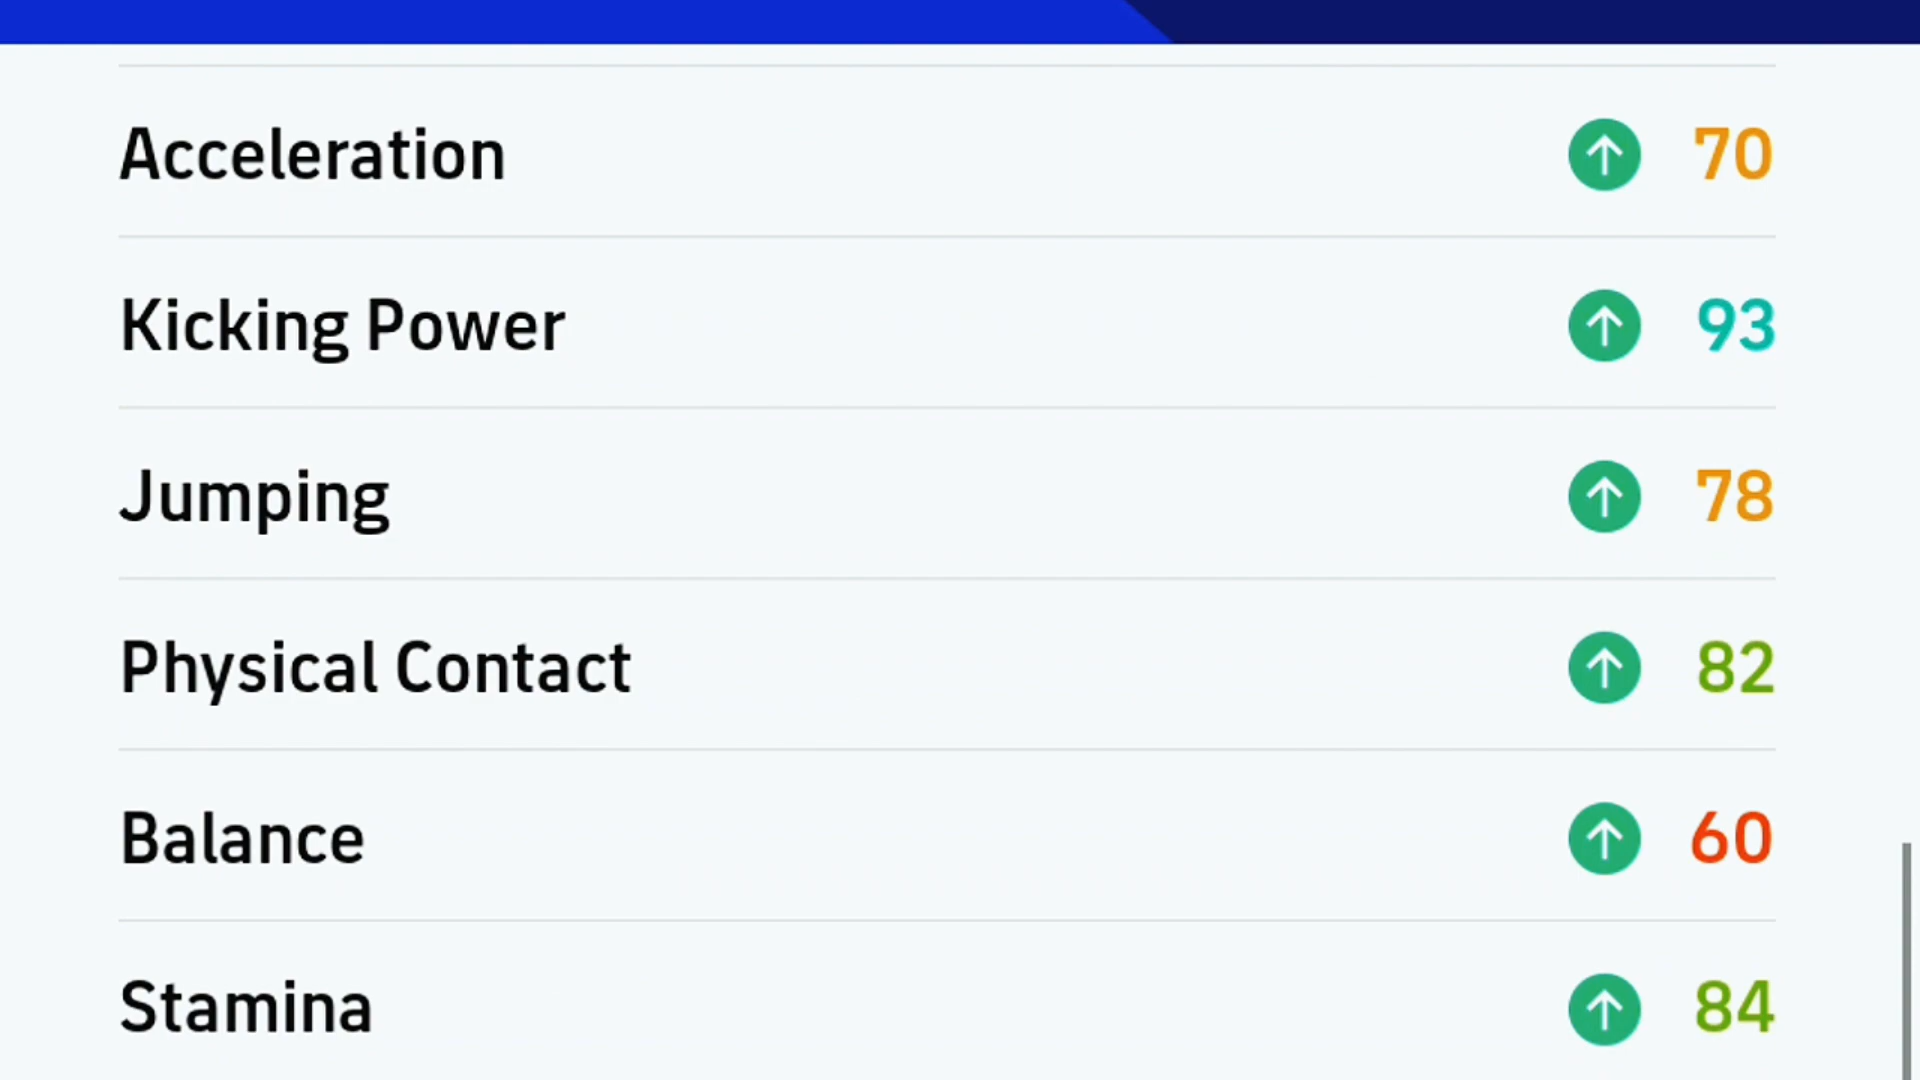 Acceleration 70
Kicking Power 93
Jumping 78
Physical Contact 82
Balance 60
Stamina 84